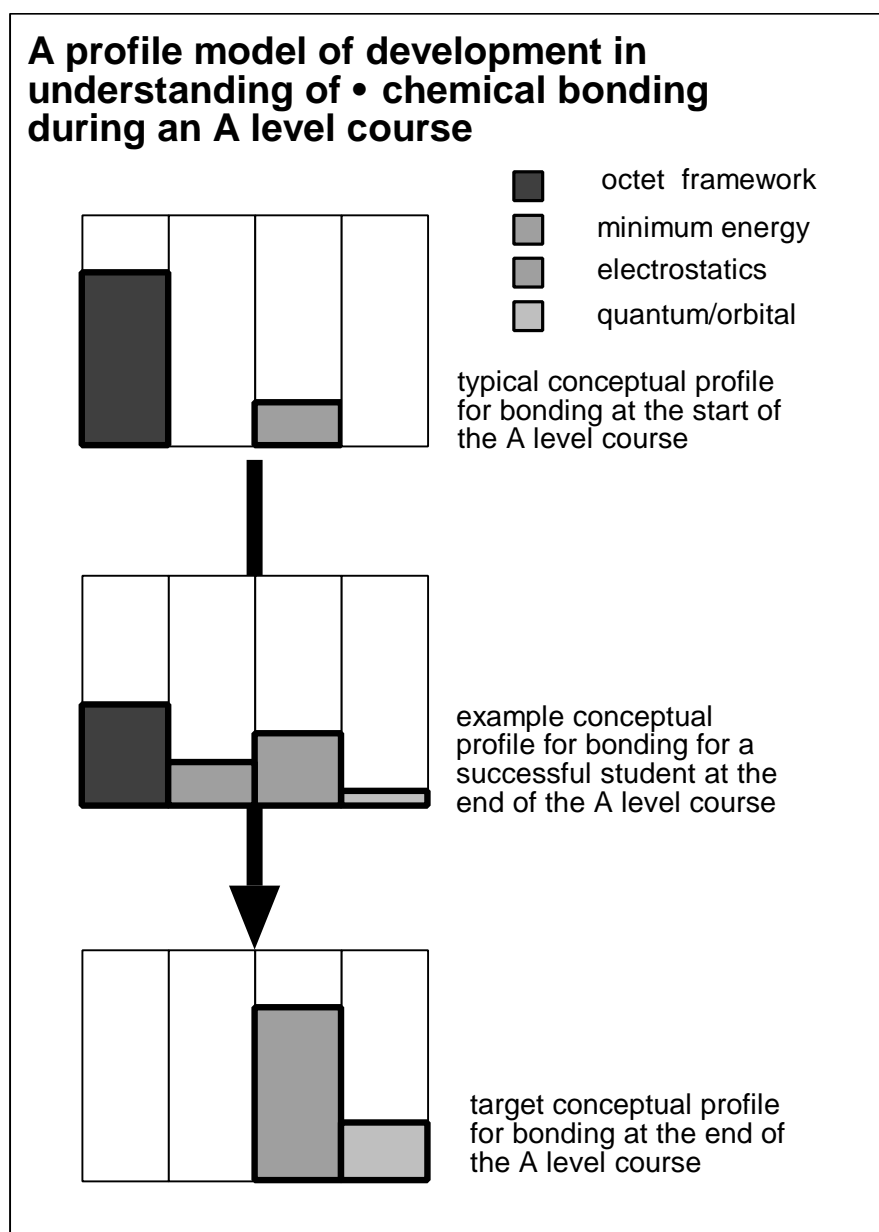 A profile model of development in
understanding of • chemical bonding
during an A level course
octet framework
minimum energy
electrostatics
quantum/orbital
typical conceptual profile
for bonding at the start of
the A level course
example conceptual
profile for bonding for a
successful student at the
end of the A level course
target conceptual profile
for bonding at the end of
the A level course